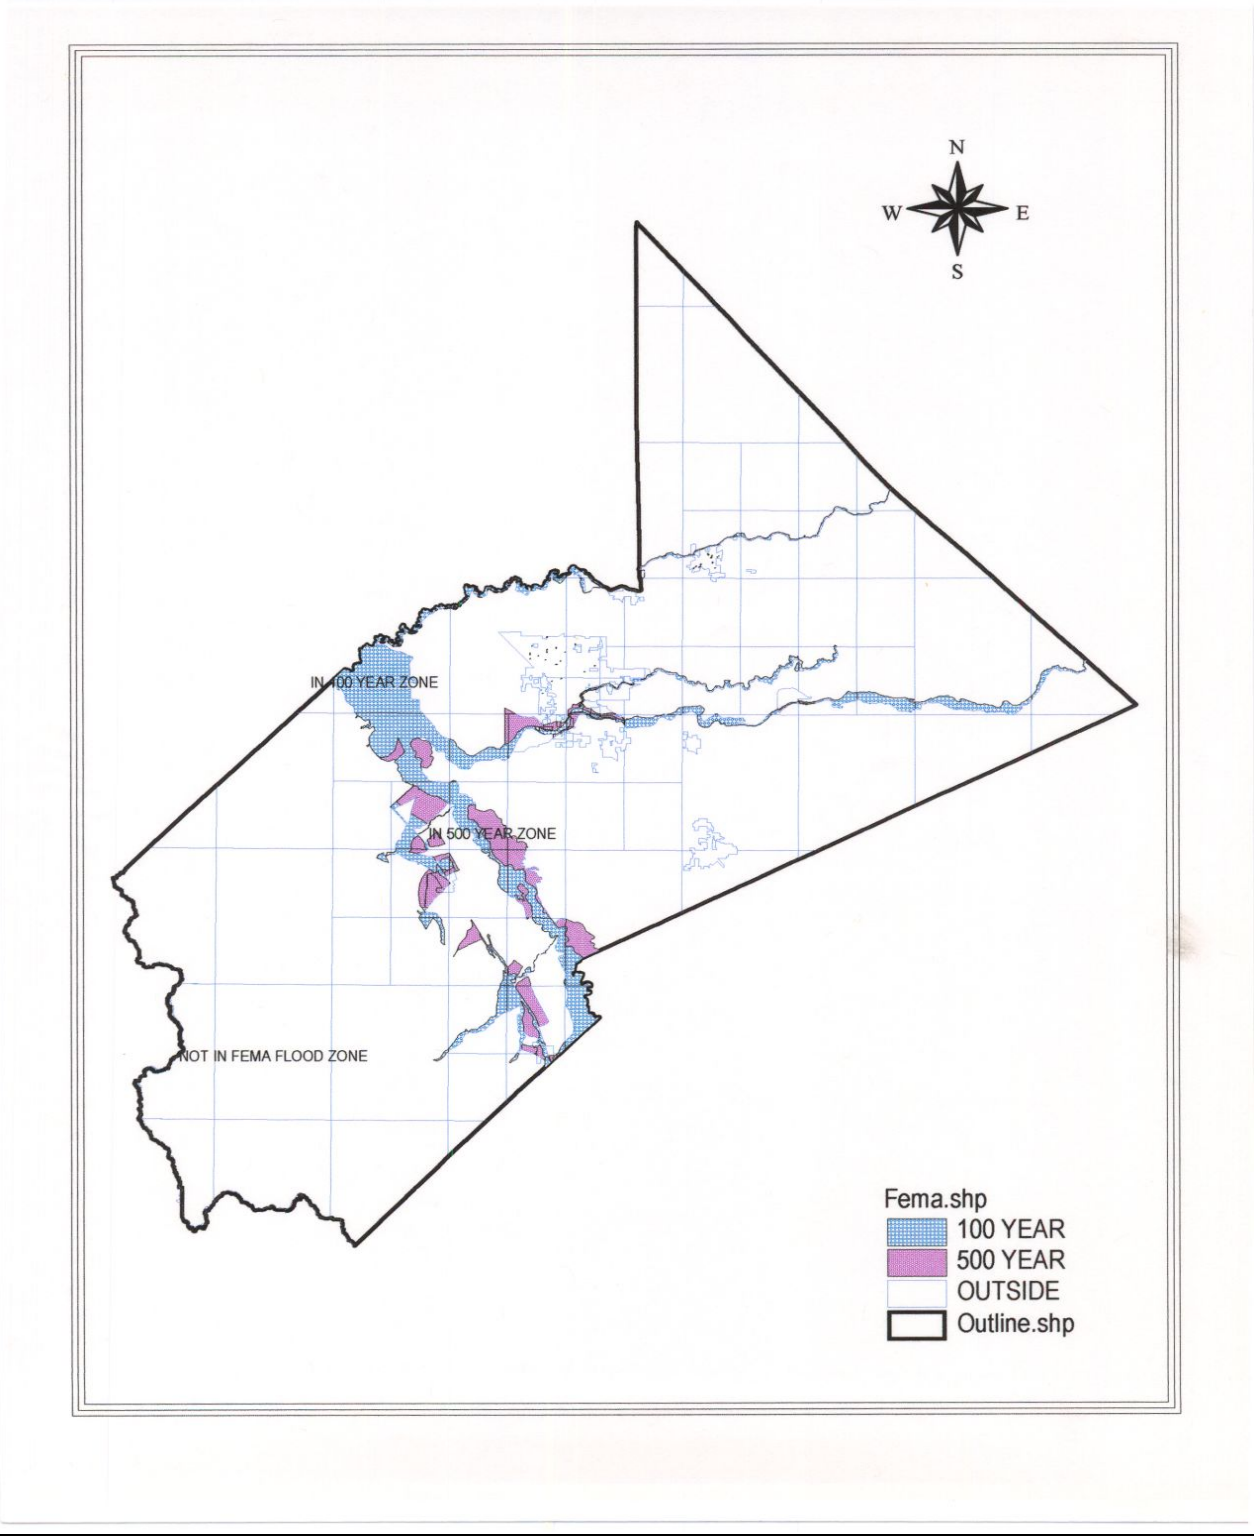 N
W E
S
IN 100 YEAR ZONE
IN 500 YEAR ZONE
NOT IN FEMA FLOOD ZONE
Fema.shp
100 YEAR
500 YEAR
OUTSIDE
Outline.shp